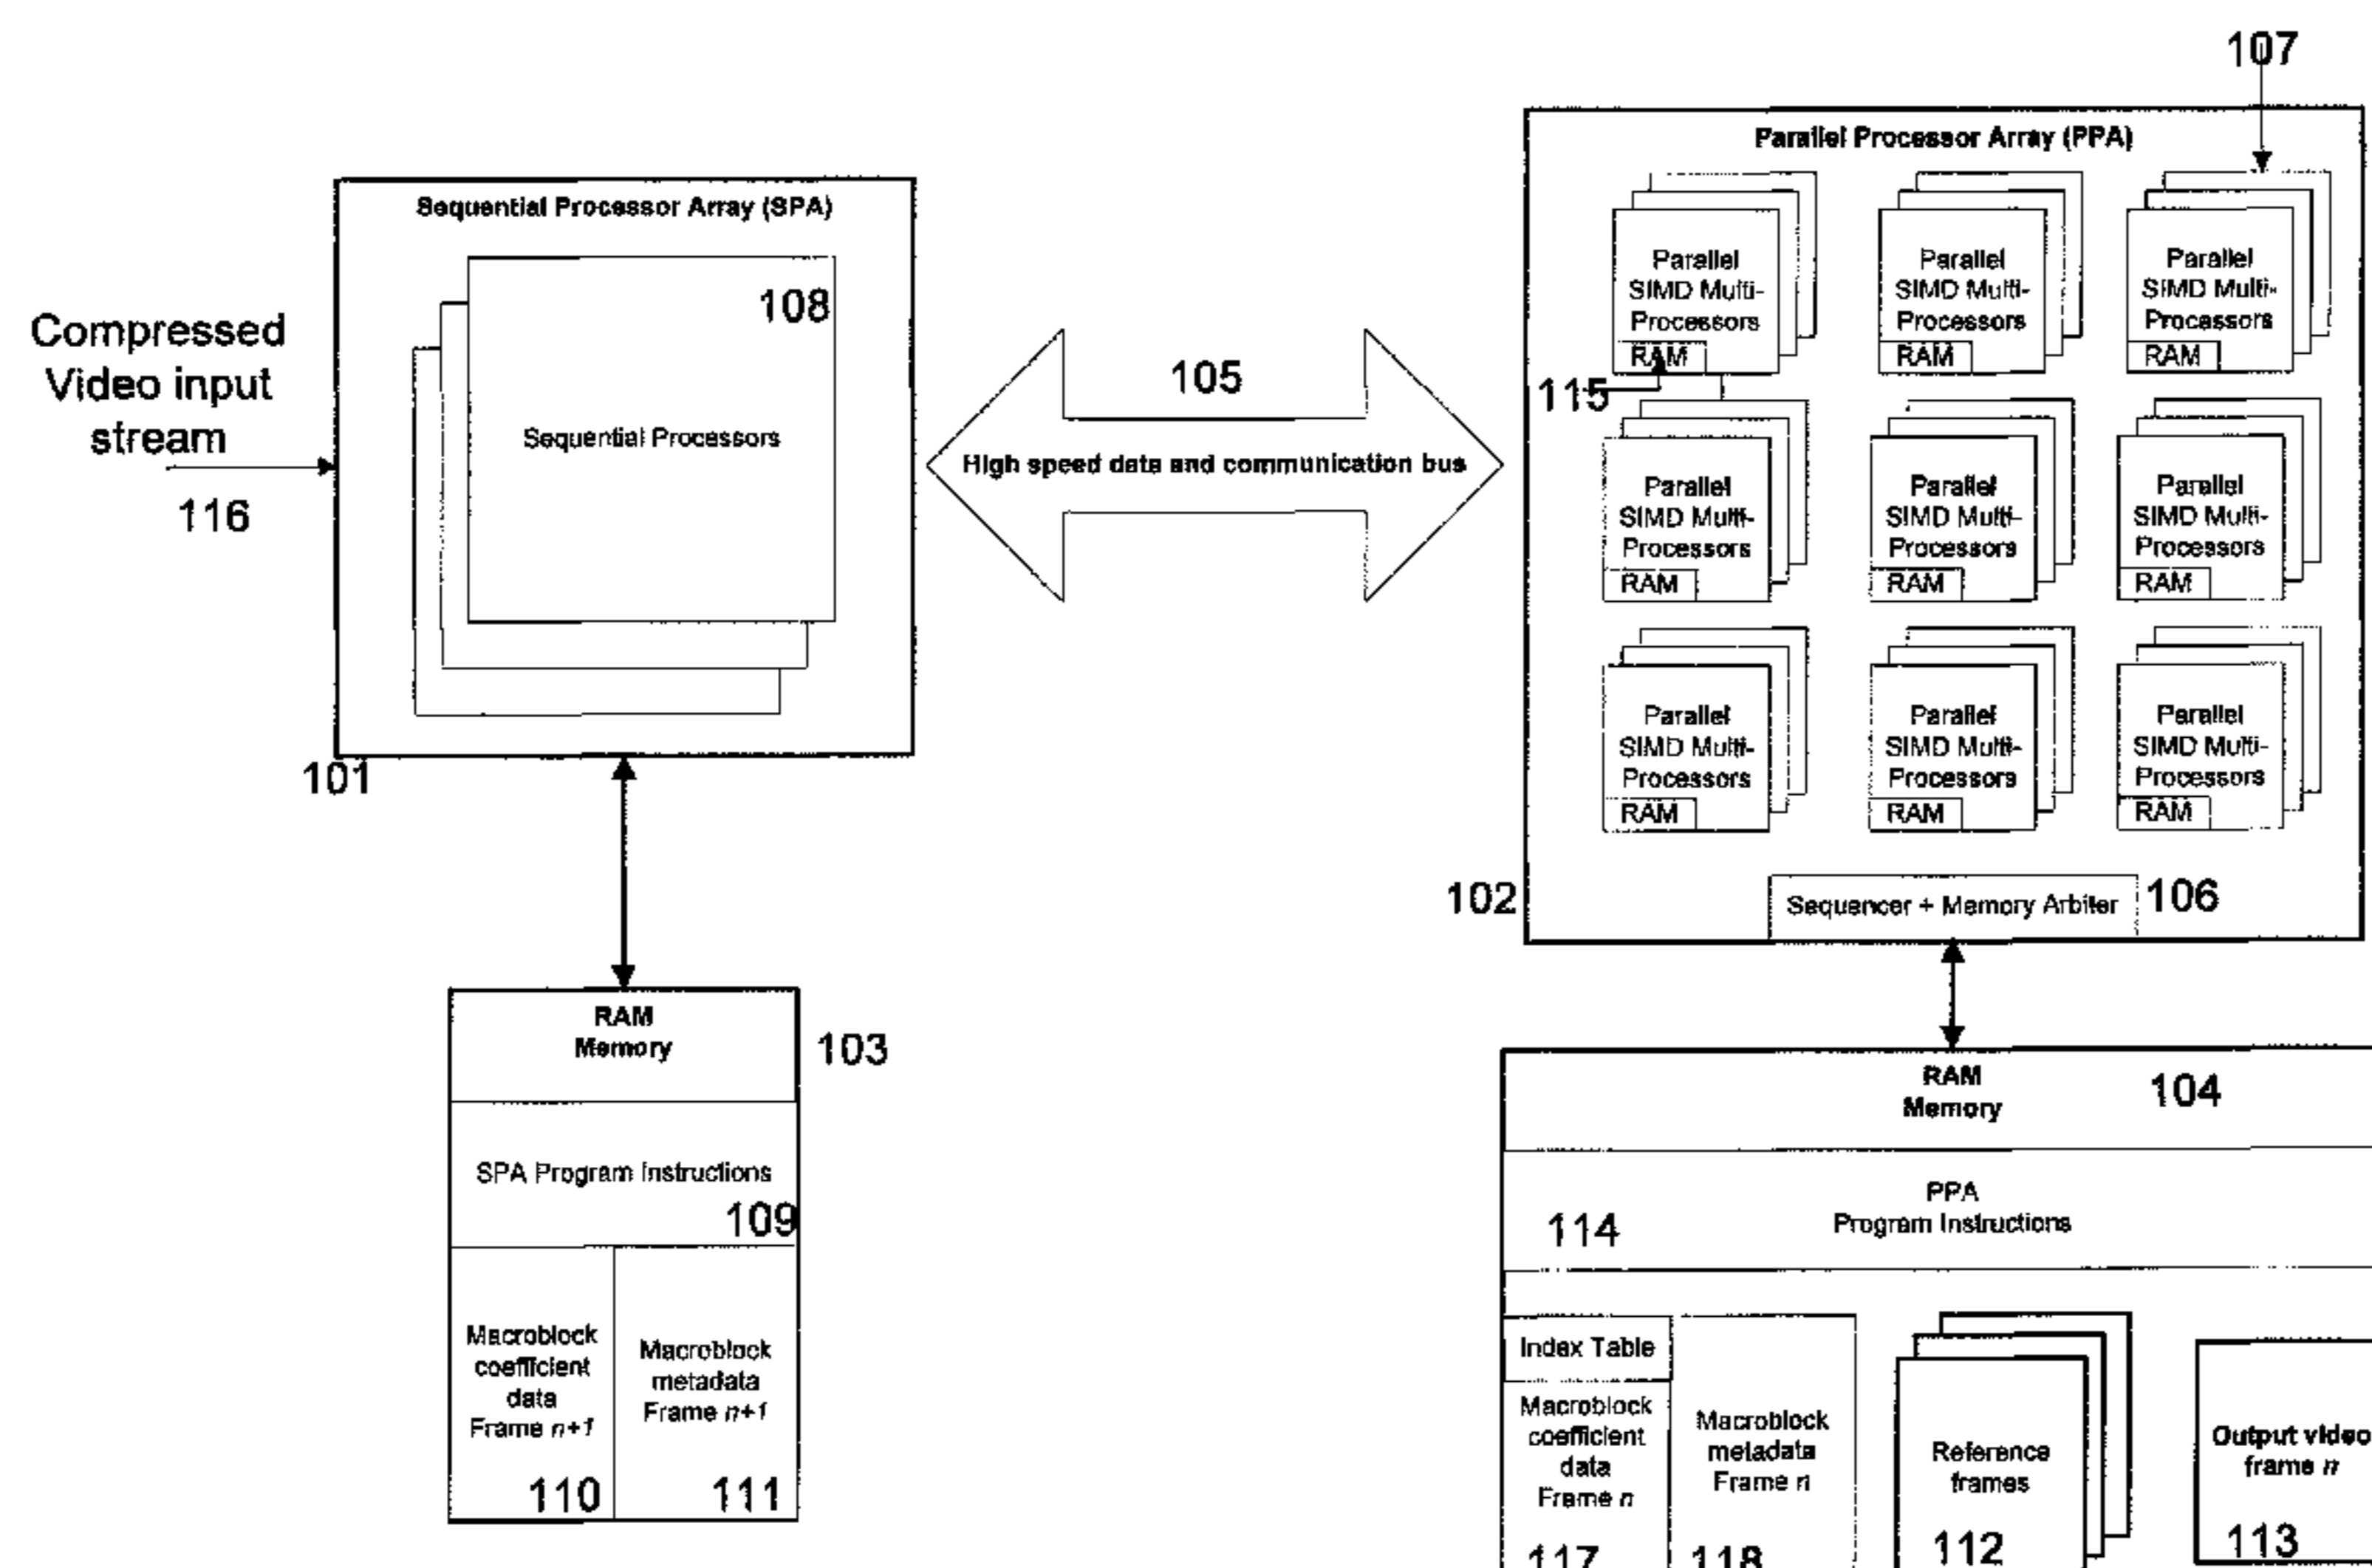 107
Parallel Processor Array (PPA)
Sequential Processor Array (SPA)
108
Sequential Processors
Compressed
Video input
stream
116
101
105
High speed data and communication bus
Parallel
SIMD Multi-
Processors
RAM
Parallel
SIMD Multi-
Processors
RAM
Parallel
SIMD Multi-
Processors
RAM
115
Parallel
SIMD Multi-
Processors
RAM
Parallel
SIMD Multi-
Processors
RAM
Parallel
SIMD Multi-
Processors
RAM
Parallel
SIMD Multi-
Processors
RAM
Parallel
SIMD Multi-
Processors
RAM
Parallel
SIMD Multi-
Processors
RAM
102
Sequencer + Memory Arbiter
106
RAM
Memory
103
SPA Program Instructions
109
Macroblock
coefficient
data
Frame n+1
110
Macroblock
metadata
Frame n+1
111
RAM
Memory
104
PPA
Program Instructions
114
Index Table
Macroblock
coefficient
data
Frame n
117
Macroblock
metadata
Frame n
118
Reference
frames
112
Output video
frame n
113